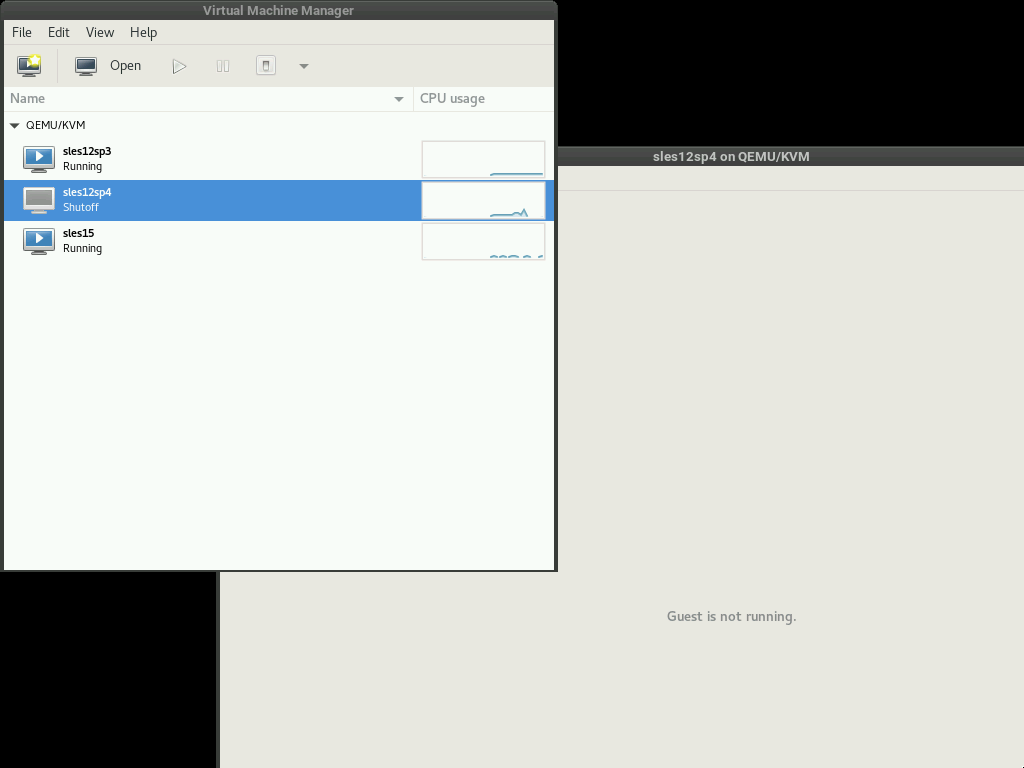 Virtual Machine Manager
File Edit View Help
Open
Name CPU usage
QEMU/KVM
sles12sp3
Running
sles12sp4
Shutoff
sles15
Running
sles12sp4 on QEMU/KVM
Guest is not running.